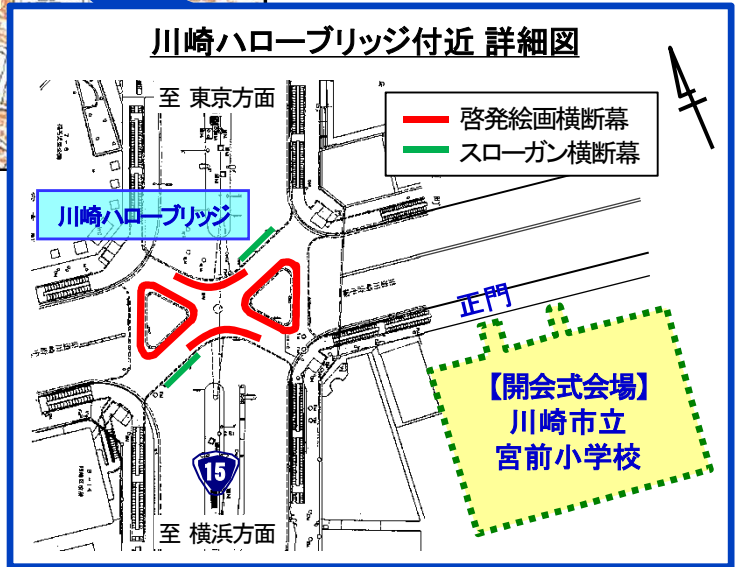 川崎ハローブリッジ付近 詳細図
至 東京方面
啓発絵画横断幕
スローガン横断幕
川崎ハローブリッジ
正門
【開会式会場】
川崎市立
宮前小学校
15
至 横浜方面